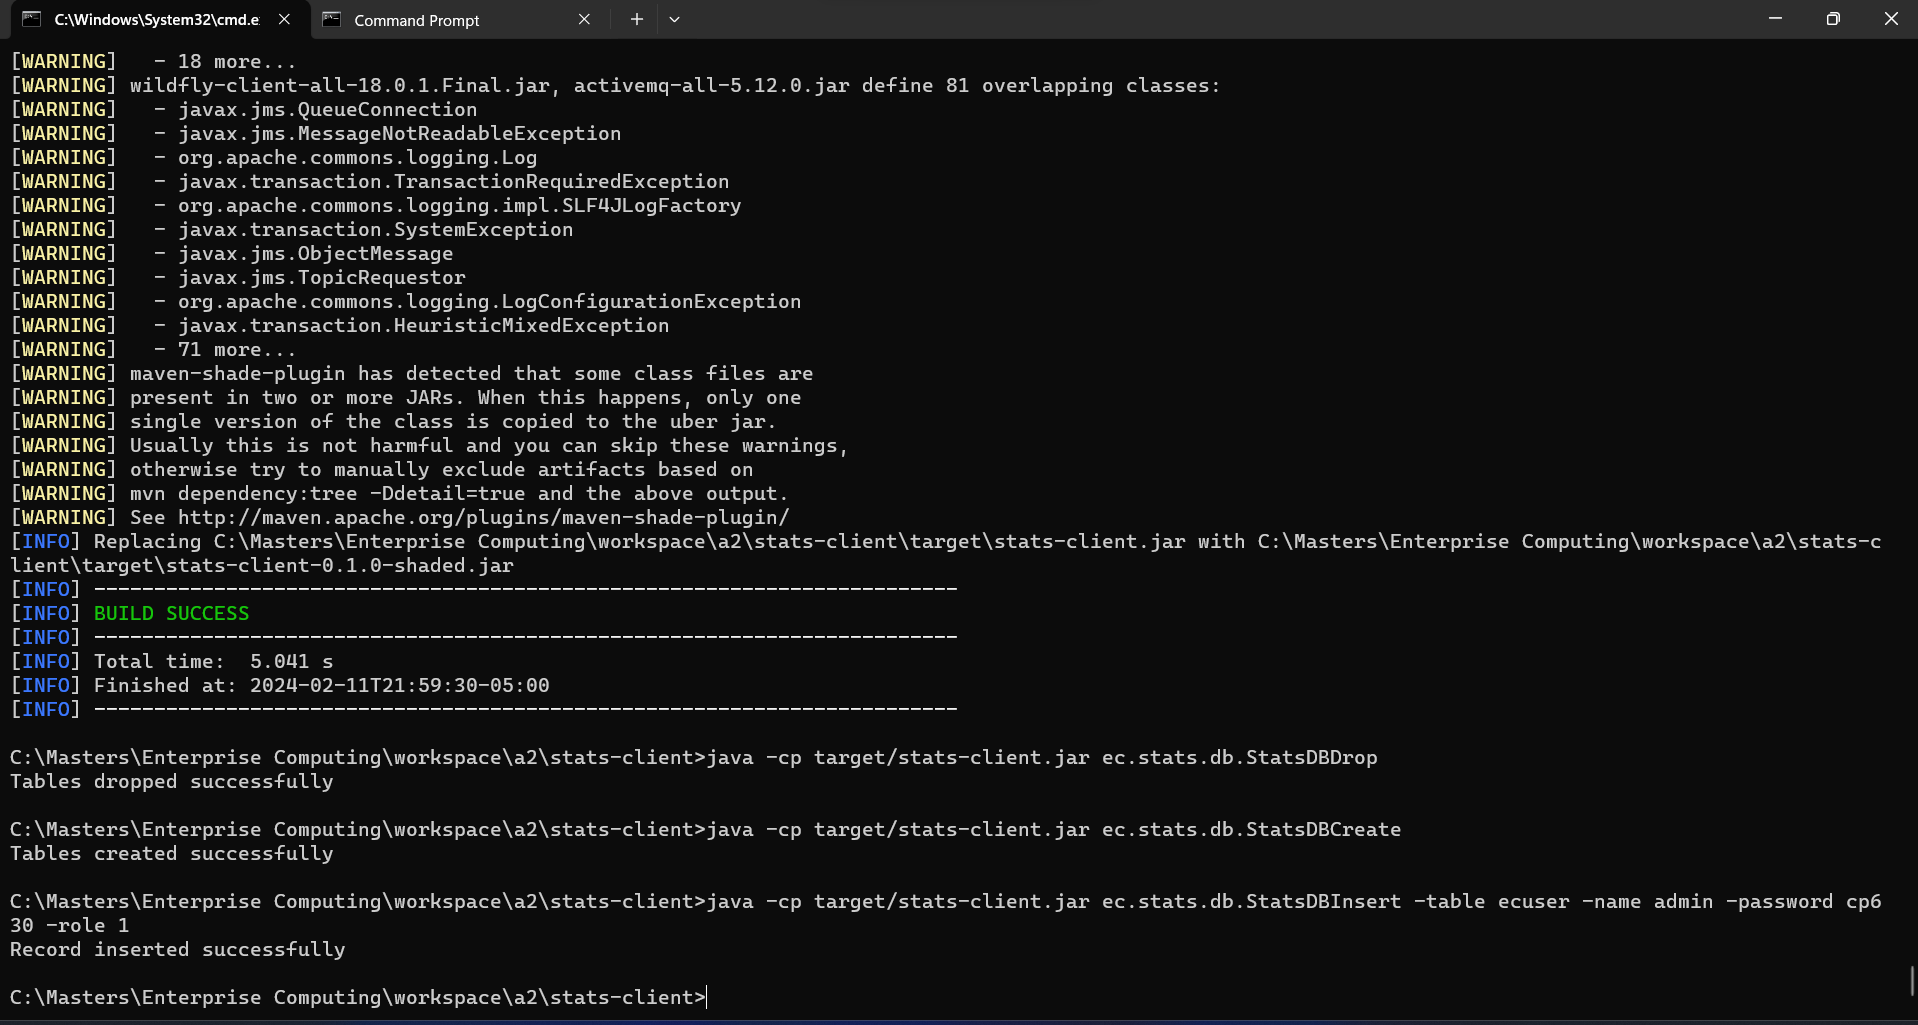 C:\Windows\System32\cmd.e
Command Prompt
[WARNING]   - 18 more...
[WARNING] wildfly-client-all-18.0.1.Final.jar, activemq-all-5.12.0.jar define 81 overlapping classes:
[WARNING]   - javax.jms.QueueConnection
[WARNING]   - javax.jms.MessageNotReadableException
[WARNING]   - org.apache.commons.logging.Log
[WARNING]   - javax.transaction.TransactionRequiredException
[WARNING]   - org.apache.commons.logging.impl.SLF4JLogFactory
[WARNING]   - javax.transaction.SystemException
[WARNING]   - javax.jms.ObjectMessage
[WARNING]   - javax.jms.TopicRequestor
[WARNING]   - org.apache.commons.logging.LogConfigurationException
[WARNING]   - javax.transaction.HeuristicMixedException
[WARNING]   - 71 more...
[WARNING] maven-shade-plugin has detected that some class files are
[WARNING] present in two or more JARs. When this happens, only one
[WARNING] single version of the class is copied to the uber jar.
[WARNING] Usually this is not harmful and you can skip these warnings,
[WARNING] otherwise try to manually exclude artifacts based on
[WARNING] mvn dependency:tree -Ddetail=true and the above output.
[WARNING] See http://maven.apache.org/plugins/maven-shade-plugin/
[INFO] Replacing C:\Masters\Enterprise Computing\workspace\a2\stats-client\target\stats-client.jar with C:\Masters\Enterprise Computing\workspace\a2\stats-c
lient\target\stats-client-0.1.0-shaded.jar
[INFO] ------------------------------------------------------------------------
[INFO] BUILD SUCCESS
[INFO] ------------------------------------------------------------------------
[INFO] Total time:  5.041 s
[INFO] Finished at: 2024-02-11T21:59:30-05:00
[INFO] ------------------------------------------------------------------------
C:\Masters\Enterprise Computing\workspace\a2\stats-client>java -cp target/stats-client.jar ec.stats.db.StatsDBDrop
Tables dropped successfully
C:\Masters\Enterprise Computing\workspace\a2\stats-client>java -cp target/stats-client.jar ec.stats.db.StatsDBCreate
Tables created successfully
C:\Masters\Enterprise Computing\workspace\a2\stats-client>java -cp target/stats-client.jar ec.stats.db.StatsDBInsert -table ecuser -name admin -password cp6
30 -role 1
Record inserted successfully
C:\Masters\Enterprise Computing\workspace\a2\stats-client>